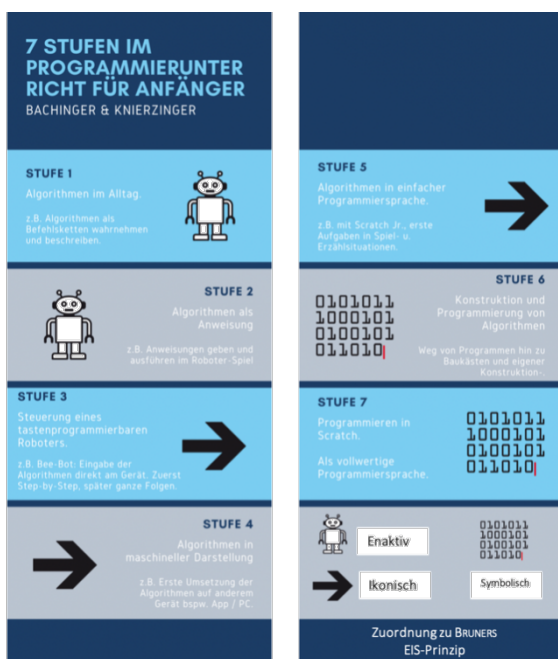 7 STUFEN IM
PROGRAMMIERUNTER
RICHT FÜR ANFÄNGER
BACHINGER & KNIERZINGER
STUFE 1
Algorithmen im Alltag.
z.B. Algorithmen als
Befehlsketten wahrnehmen
und beschreiben.
STUFE 2
Algorithmen als
Anweisung
z.B. Anweisungen geben und
ausführen im Roboter-Spiel
STUFE 3
Steuerung eines
tastenprogrammierbaren
Roboters.
z.B. Bee-Bot: Eingabe der
Algorithmen direkt am Gerät. Zuerst
Step-by-Step, später ganze Folgen.
STUFE 4
Algorithmen in
maschineller Darstellung
z.B. Erste Umsetzung der
Algorithmen auf anderem
Gerät bspw. App / PC.
STUFE 5
Algorithmen in einfacher
Programmiersprache.
z.B. mit Scratch Jr., erste
Aufgaben in Spiel- u.
Erzählsituationen.
STUFE 6
Konstruktion und
Programmierung von
Algorithmen
Weg von Programmen hin zu
Baukästen und eigener
Konstruktion-.
0101011
1000101
0100101
011010
STUFE 7
Programmieren in
Scratch.
Als vollwertige
Programmiersprache.
0101011
1000101
0100101
011010
Enaktiv
0101011
1000101
0100101
011010
Ikonisch
Symbolisch
Zuordnung zu BRUNERS
EIS-Prinzip